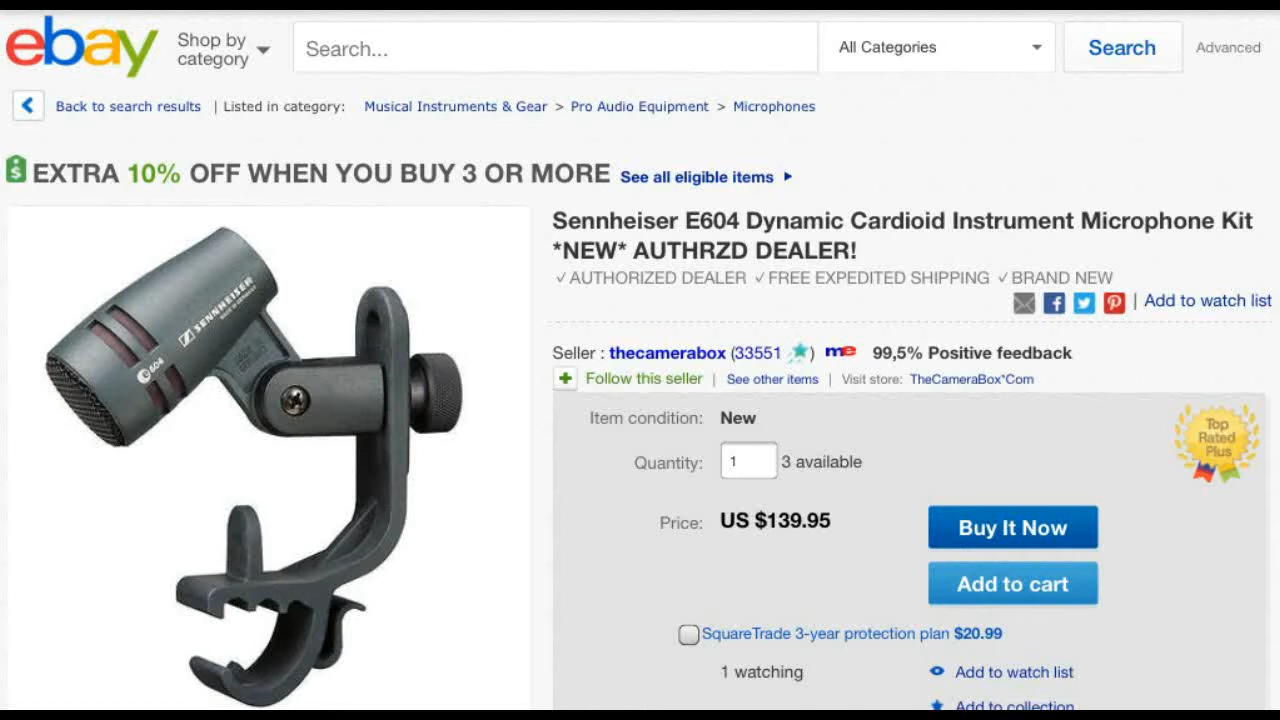 ebay
Shop by
category
Search...
All Categories
Search
Advanced
Back to search results | Listed in category: Musical Instruments & Gear > Pro Audio Equipment > Microphones
$ EXTRA 10% OFF WHEN YOU BUY 3 OR MORE See all eligible items
SENNHEISER
MADE IN GERMANY
e 604
Sennheiser E604 Dynamic Cardioid Instrument Microphone Kit
*NEW* AUTHRZD DEALER!
✓AUTHORIZED DEALER ✓FREE EXPEDITED SHIPPING ✓BRAND NEW
| Add to watch list
Seller : thecamerabox (33551 ) me 99,5% Positive feedback
+ Follow this seller | See other items | Visit store: TheCameraBox*Com
Item condition: New
Top
Rated
Plus
Quantity: 1 3 available
Price: US $139.95
Buy It Now
Add to cart
SquareTrade 3-year protection plan $20.99
1 watching
Add to watch list
Add to collection